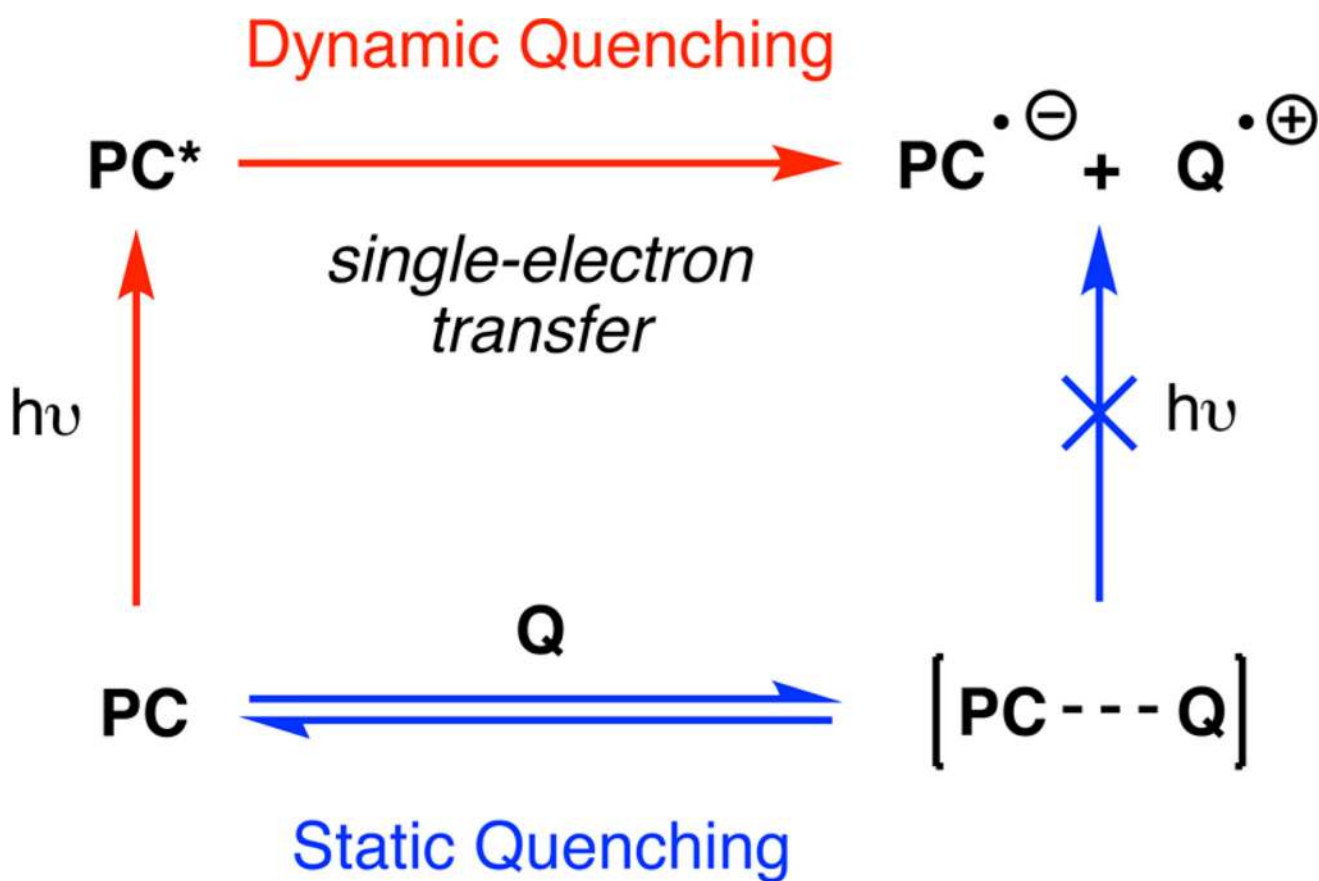 Dynamic Quenching
PC* PC•⊖ + Q•⊕
single-electron
transfer
hυ hυ
Q
PC [PC---Q]
Static Quenching